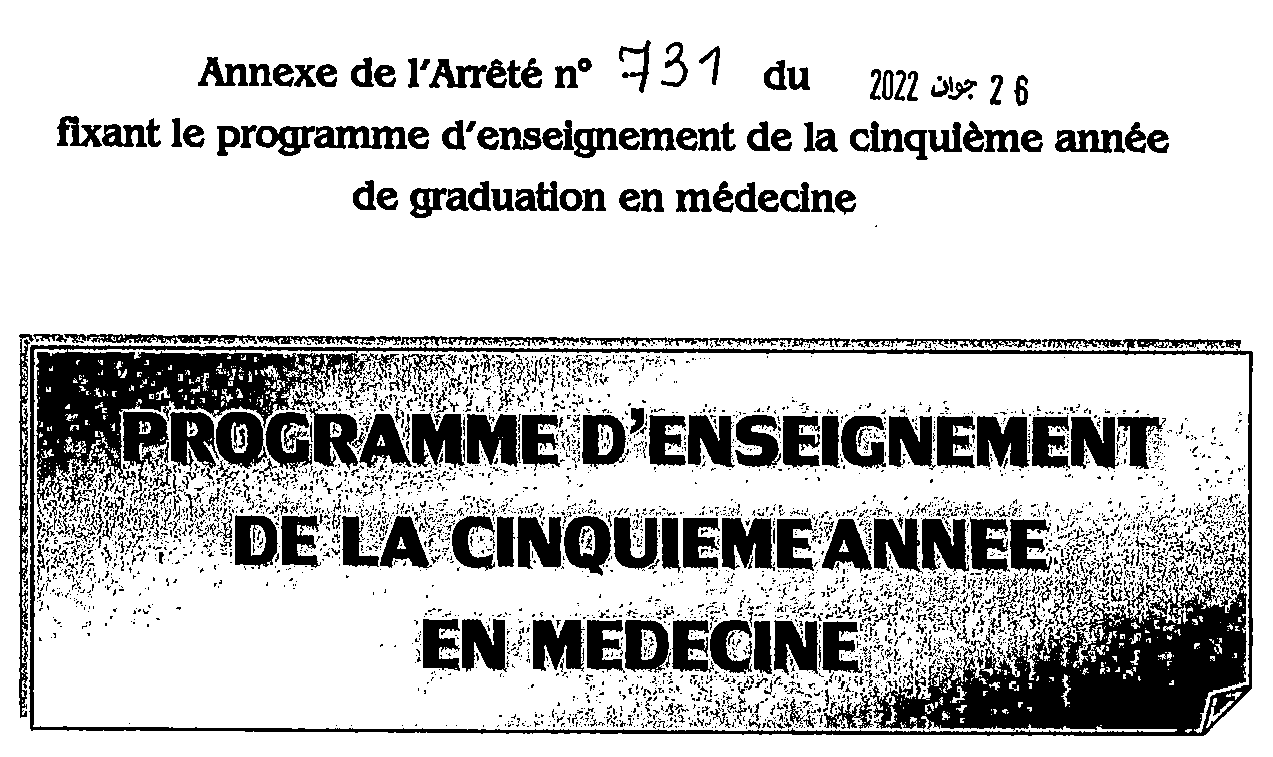 Annexe de l'Arrêté n° 731 du 26 جوان 2022
fixant le programme d'enseignement de la cinquième année
de graduation en médecine
PROGRAMME D'ENSEIGNEMENT
DE LA CINQUIEME ANNEE
EN MEDECINE